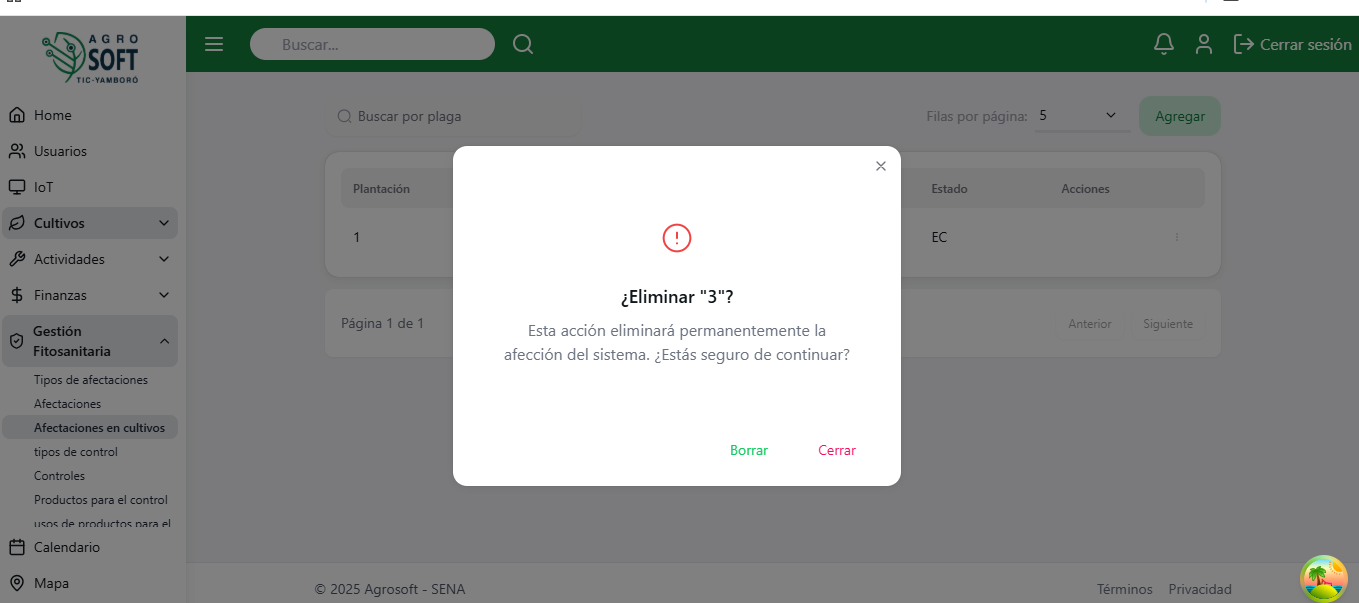 AGRO
SOFT
TIC-YAMBORÓ
Buscar...
Cerrar sesión
Home
Usuarios
IoT
Cultivos
Actividades
Finanzas
Gestión
Fitosanitaria
Tipos de afectaciones
Afectaciones
Afectaciones en cultivos
tipos de control
Controles
Productos para el control
usos de productos para el
Calendario
Mapa
Buscar por plaga
Filas por página: 5
Agregar
Plantación
Estado
Acciones
1
EC
Página 1 de 1
Anterior
Siguiente
¿Eliminar "3"?
Esta acción eliminará permanentemente la
afección del sistema. ¿Estás seguro de continuar?
Borrar
Cerrar
© 2025 Agrosoft - SENA
Términos
Privacidad